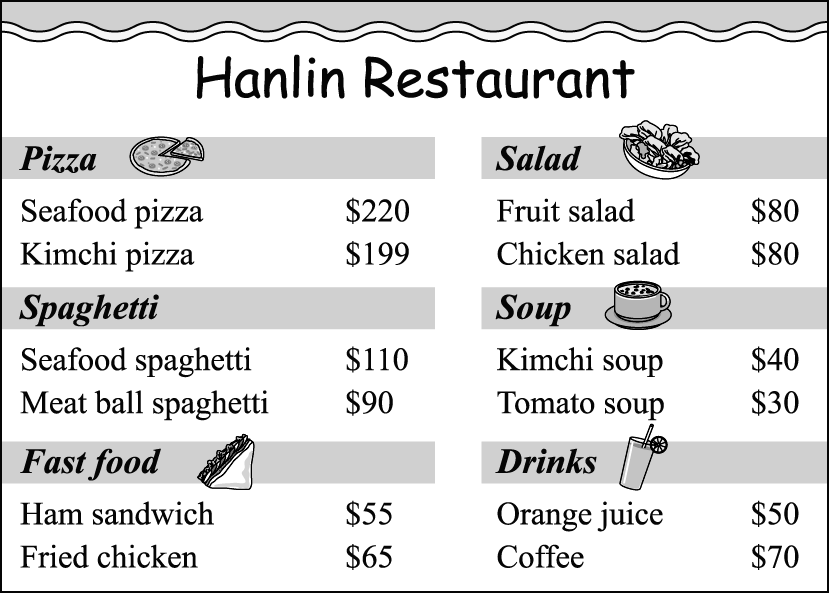 Hanlin Restaurant
Pizza
Seafood pizza $220
Kimchi pizza $199
Spaghetti
Seafood spaghetti $110
Meat ball spaghetti $90
Fast food
Ham sandwich $55
Fried chicken $65
Salad
Fruit salad $80
Chicken salad $80
Soup
Kimchi soup $40
Tomato soup $30
Drinks
Orange juice $50
Coffee $70